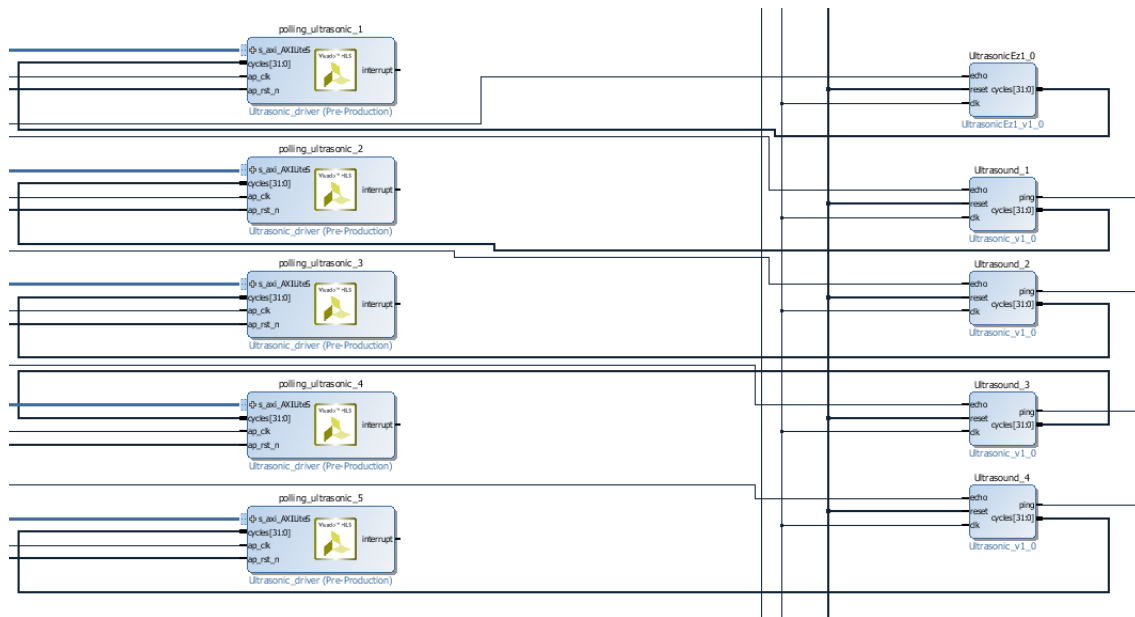 polling_ultrasonic_1
s_axi_AXILiteS
cycles[31:0]
ap_clk
ap_rst_n
Vivado™ HLS
interrupt
Ultrasonic_driver (Pre-Production)
UltrasonicEz1_0
echo
reset
clk
cycles[31:0]
UltrasonicEz1_v1_0
polling_ultrasonic_2
s_axi_AXILiteS
cycles[31:0]
ap_clk
ap_rst_n
Vivado™ HLS
interrupt
Ultrasonic_driver (Pre-Production)
Ultrasound_1
echo
reset
clk
ping
cycles[31:0]
Ultrasonic_v1_0
polling_ultrasonic_3
s_axi_AXILiteS
cycles[31:0]
ap_clk
ap_rst_n
Vivado™ HLS
interrupt
Ultrasonic_driver (Pre-Production)
Ultrasound_2
echo
reset
clk
ping
cycles[31:0]
Ultrasonic_v1_0
polling_ultrasonic_4
s_axi_AXILiteS
cycles[31:0]
ap_clk
ap_rst_n
Vivado™ HLS
interrupt
Ultrasonic_driver (Pre-Production)
Ultrasound_3
echo
reset
clk
ping
cycles[31:0]
Ultrasonic_v1_0
polling_ultrasonic_5
s_axi_AXILiteS
cycles[31:0]
ap_clk
ap_rst_n
Vivado™ HLS
interrupt
Ultrasonic_driver (Pre-Production)
Ultrasound_4
echo
reset
clk
ping
cycles[31:0]
Ultrasonic_v1_0